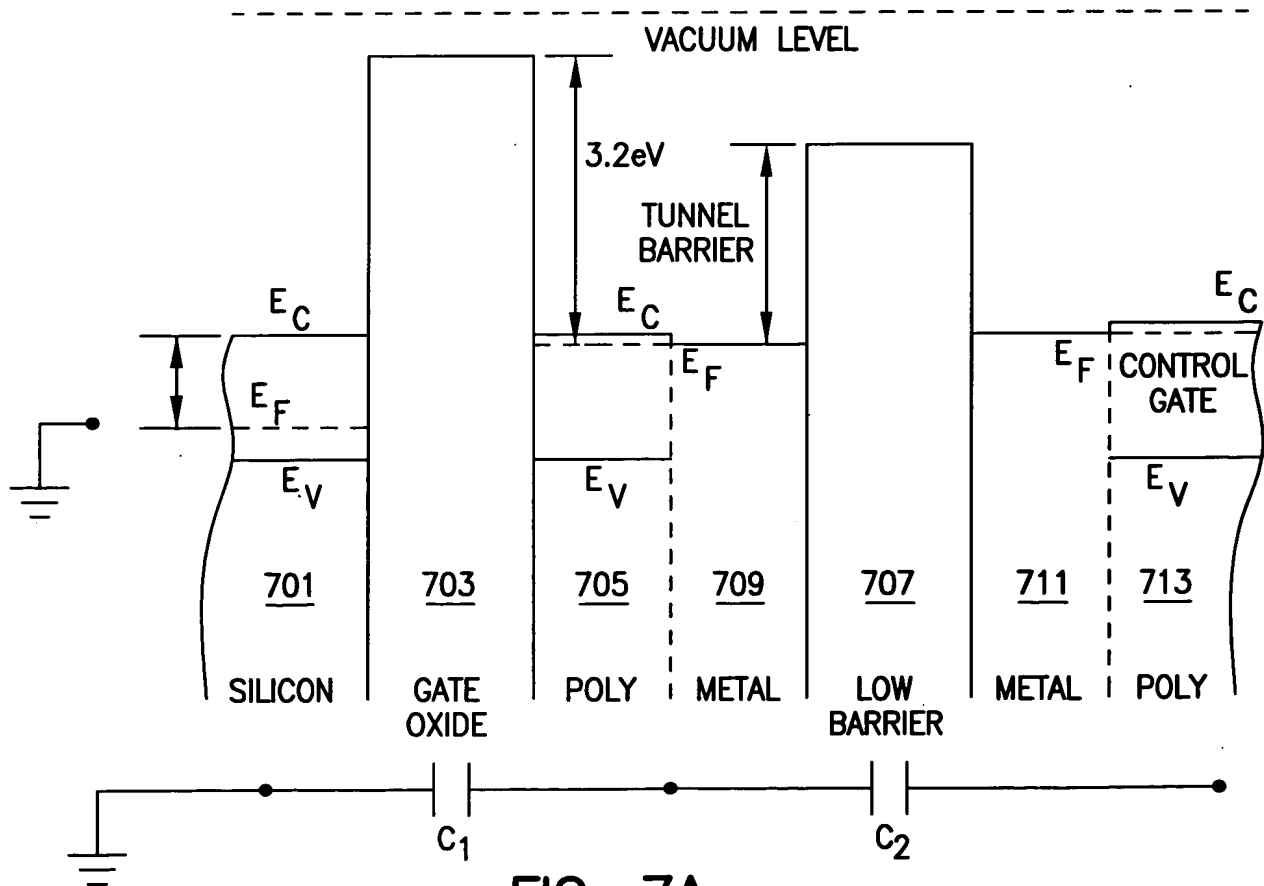 VACUUM LEVEL
3.2eV
TUNNEL
BARRIER
E_C
E_F
E_V
E_C
E_F
E_V
E_F
E_C
CONTROL
GATE
E_V
701
703
705
709
707
711
713
SILICON
GATE
OXIDE
POLY
METAL
LOW
BARRIER
METAL
POLY
C_1
C_2